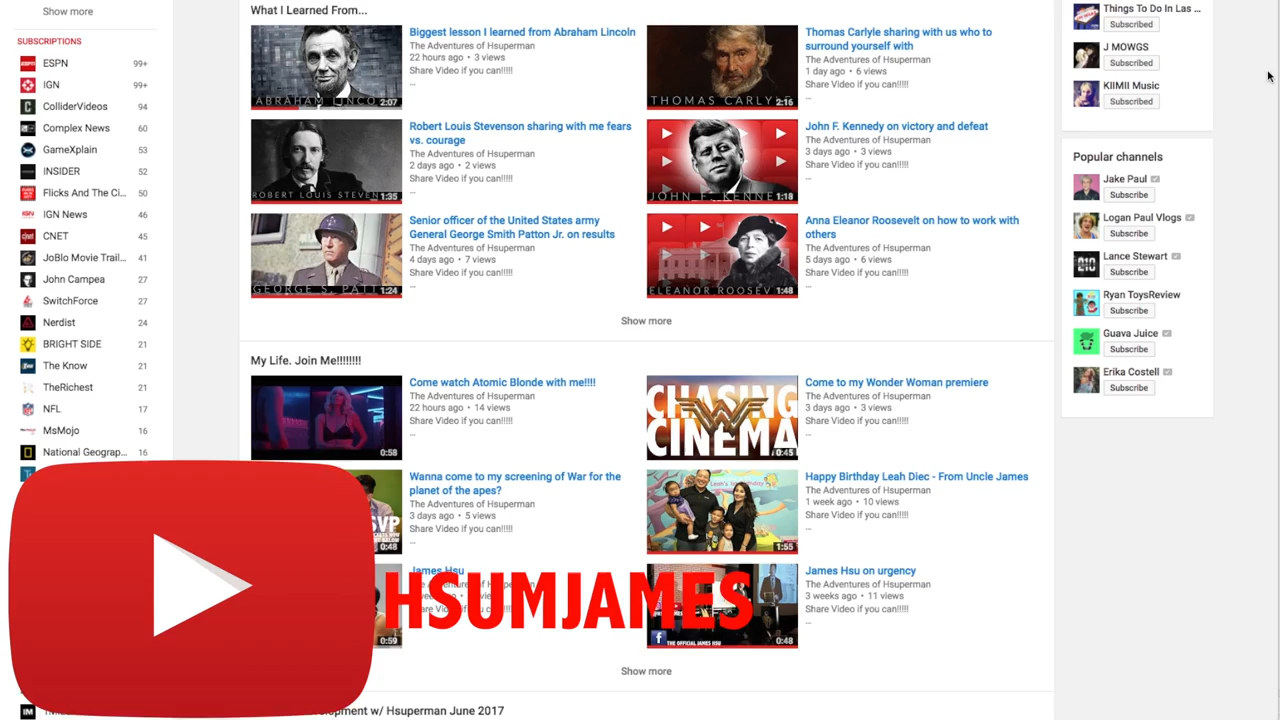 Show more
SUBSCRIPTIONS
ESPN 99+
IGN 99+
ColliderVideos 94
Complex News 60
GameXplain 53
INSIDER 52
Flicks And The Ci... 50
IGN News 46
CNET 45
JoBlo Movie Trail... 41
John Campea 27
SwitchForce 27
Nerdist 24
BRIGHT SIDE 21
The Know 21
TheRichest 21
NFL 17
MsMojo 16
National Geograp... 16
What I Learned From...
ABRAHAM LINCO 2:07
Biggest lesson I learned from Abraham Lincoln
The Adventures of Hsuperman
22 hours ago • 3 views
Share Video if you can!!!!!
...
THOMAS CARLYLE 2:16
Thomas Carlyle sharing with us who to
surround yourself with
The Adventures of Hsuperman
1 day ago • 6 views
Share Video if you can!!!!!
...
ROBERT LOUIS STEVEN 1:35
Robert Louis Stevenson sharing with me fears
vs. courage
The Adventures of Hsuperman
2 days ago • 2 views
Share Video if you can!!!!!
...
JOHN F. KENNE 1:18
John F. Kennedy on victory and defeat
The Adventures of Hsuperman
3 days ago • 3 views
Share Video if you can!!!!!
...
GEORGE S. PATT 1:24
Senior officer of the United States army
General George Smith Patton Jr. on results
The Adventures of Hsuperman
4 days ago • 7 views
Share Video if you can!!!!!
...
ELEANOR ROOSEV 1:48
Anna Eleanor Roosevelt on how to work with
others
The Adventures of Hsuperman
5 days ago • 6 views
Share Video if you can!!!!!
...
Show more
My Life. Join Me!!!!!!!!
0:58
Come watch Atomic Blonde with me!!!!
The Adventures of Hsuperman
22 hours ago • 14 views
Share Video if you can!!!!!
...
CHASING
CINEMA
0:45
Come to my Wonder Woman premiere
The Adventures of Hsuperman
3 days ago • 3 views
Share Video if you can!!!!!
...
SVP
0:48
Wanna come to my screening of War for the
planet of the apes?
The Adventures of Hsuperman
3 days ago • 5 views
Share Video if you can!!!!!
...
1:55
Happy Birthday Leah Diec - From Uncle James
The Adventures of Hsuperman
1 week ago • 10 views
Share Video if you can!!!!!
...
0:59
James Hsu
HSUMJAMES
THE OFFICIAL JAMES HSU
0:48
James Hsu on urgency
The Adventures of Hsuperman
3 weeks ago • 11 views
Share Video if you can!!!!!
...
Show more
w/ Hsuperman June 2017
Things To Do In Las ...
Subscribed
J MOWGS
Subscribed
KIIMII Music
Subscribed
Popular channels
Jake Paul
Subscribe
Logan Paul Vlogs
Subscribe
Lance Stewart
Subscribe
Ryan ToysReview
Subscribe
Guava Juice
Subscribe
Erika Costell
Subscribe